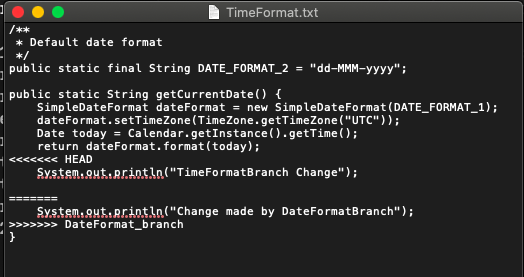 TimeFormat.txt
/**
 * Default date format
 */
public static final String DATE_FORMAT_2 = "dd-MMM-yyyy";

public static String getCurrentDate() {
    SimpleDateFormat dateFormat = new SimpleDateFormat(DATE_FORMAT_1);
    dateFormat.setTimeZone(TimeZone.getTimeZone("UTC"));
    Date today = Calendar.getInstance().getTime();
    return dateFormat.format(today);
<<<<<<< HEAD
    System.out.println("TimeFormatBranch Change");

=======
    System.out.println("Change made by DateFormatBranch");
>>>>>>> DateFormat_branch
}